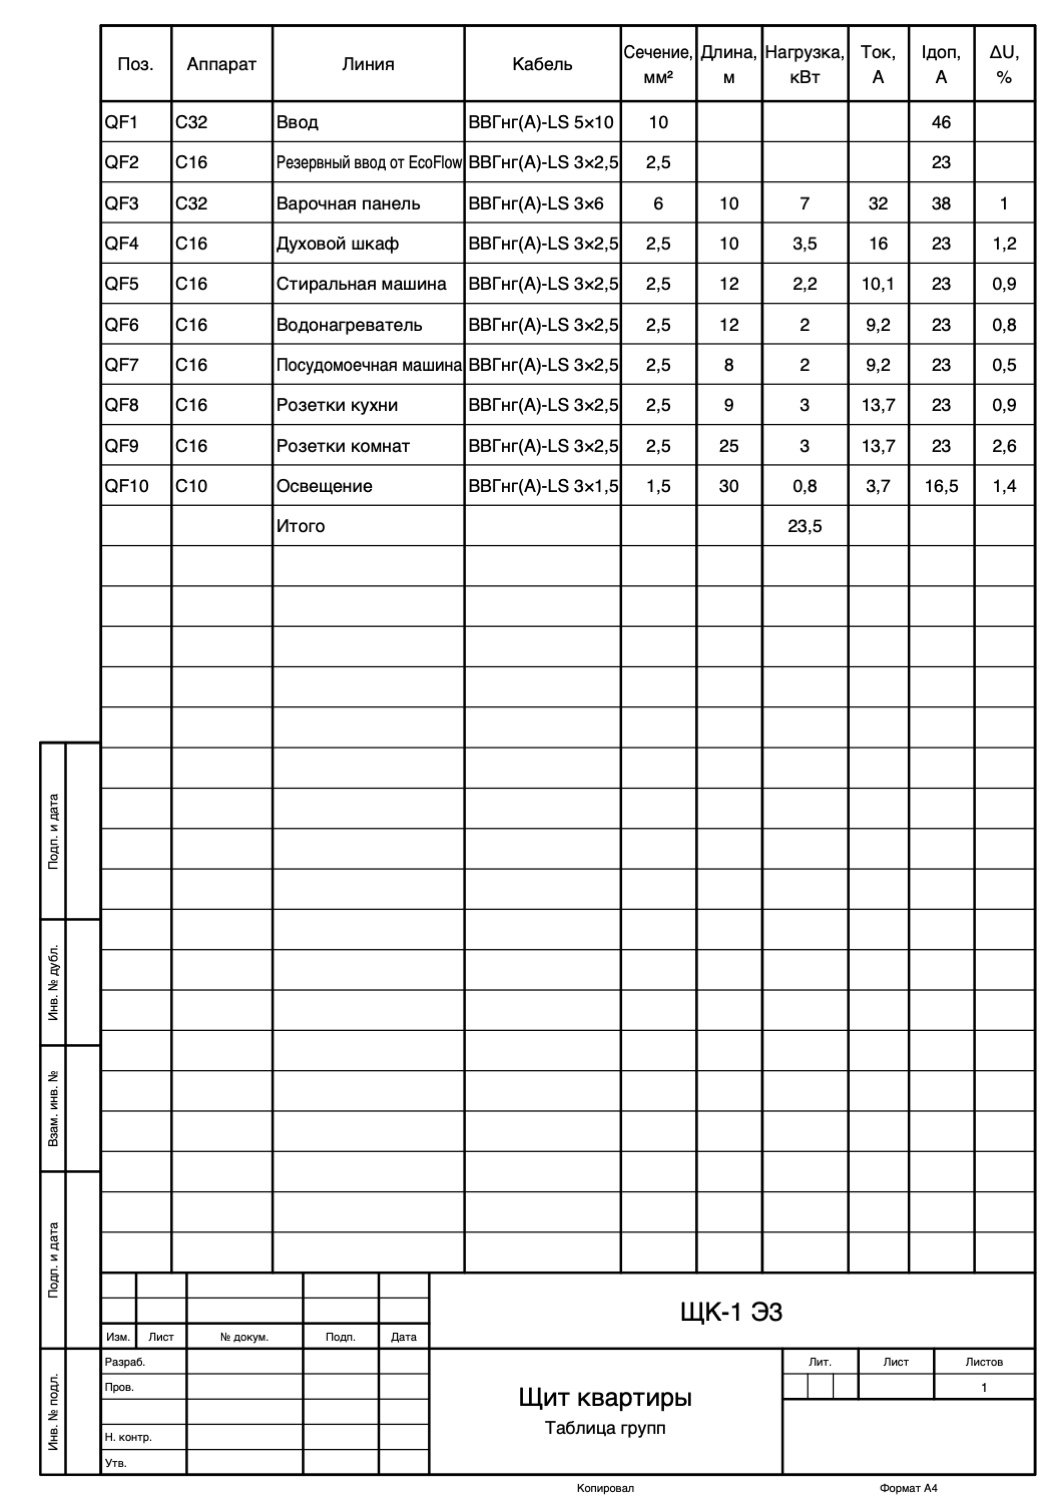 Поз. Аппарат Линия Кабель Сечение, мм² Длина, м Нагрузка, кВт Ток, А Iдоп, А ΔU, %
QF1 C32 Ввод ВВГнг(А)-LS 5×10 10 46
QF2 C16 Резервный ввод от EcoFlow ВВГнг(А)-LS 3×2,5 2,5 23
QF3 C32 Варочная панель ВВГнг(А)-LS 3×6 6 10 7 32 38 1
QF4 C16 Духовой шкаф ВВГнг(А)-LS 3×2,5 2,5 10 3,5 16 23 1,2
QF5 C16 Стиральная машина ВВГнг(А)-LS 3×2,5 2,5 12 2,2 10,1 23 0,9
QF6 C16 Водонагреватель ВВГнг(А)-LS 3×2,5 2,5 12 2 9,2 23 0,8
QF7 C16 Посудомоечная машина ВВГнг(А)-LS 3×2,5 2,5 8 2 9,2 23 0,5
QF8 C16 Розетки кухни ВВГнг(А)-LS 3×2,5 2,5 9 3 13,7 23 0,9
QF9 C16 Розетки комнат ВВГнг(А)-LS 3×2,5 2,5 25 3 13,7 23 2,6
QF10 C10 Освещение ВВГнг(А)-LS 3×1,5 1,5 30 0,8 3,7 16,5 1,4
Итого 23,5
Подп. и дата
Инв. № дубл.
Взам. инв. №
Подп. и дата
Инв. № подл.
ЩК-1 Э3
Изм. Лист № докум. Подп. Дата
Разраб.
Пров.
Н. контр.
Утв.
Щит квартиры
Таблица групп
Лит. Лист Листов
1
Копировал Формат А4